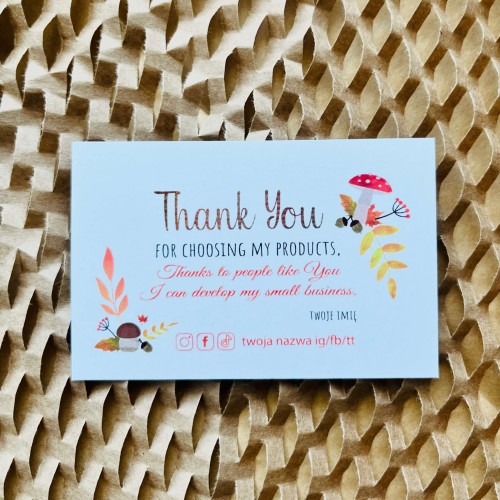 Thank You
FOR CHOOSING MY PRODUCTS.
Thanks to people like You
I can develop my small business.
TWOJE IMIĘ
twoja nazwa ig/fb/tt